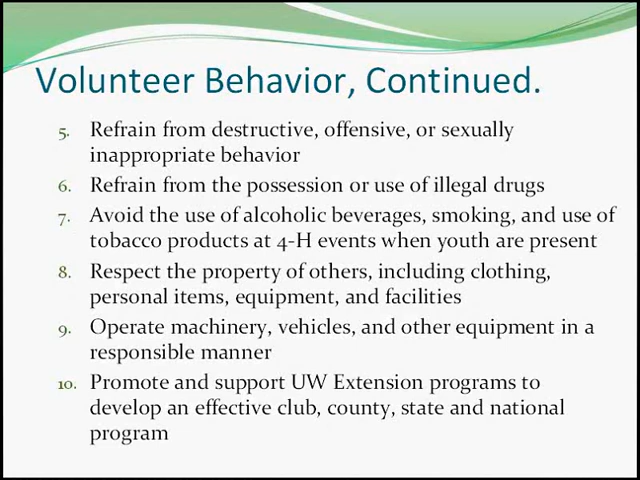 Volunteer Behavior, Continued.
5. Refrain from destructive, offensive, or sexually
inappropriate behavior
6. Refrain from the possession or use of illegal drugs
7. Avoid the use of alcoholic beverages, smoking, and use of
tobacco products at 4-H events when youth are present
8. Respect the property of others, including clothing,
personal items, equipment, and facilities
9. Operate machinery, vehicles, and other equipment in a
responsible manner
10. Promote and support UW Extension programs to
develop an effective club, county, state and national
program